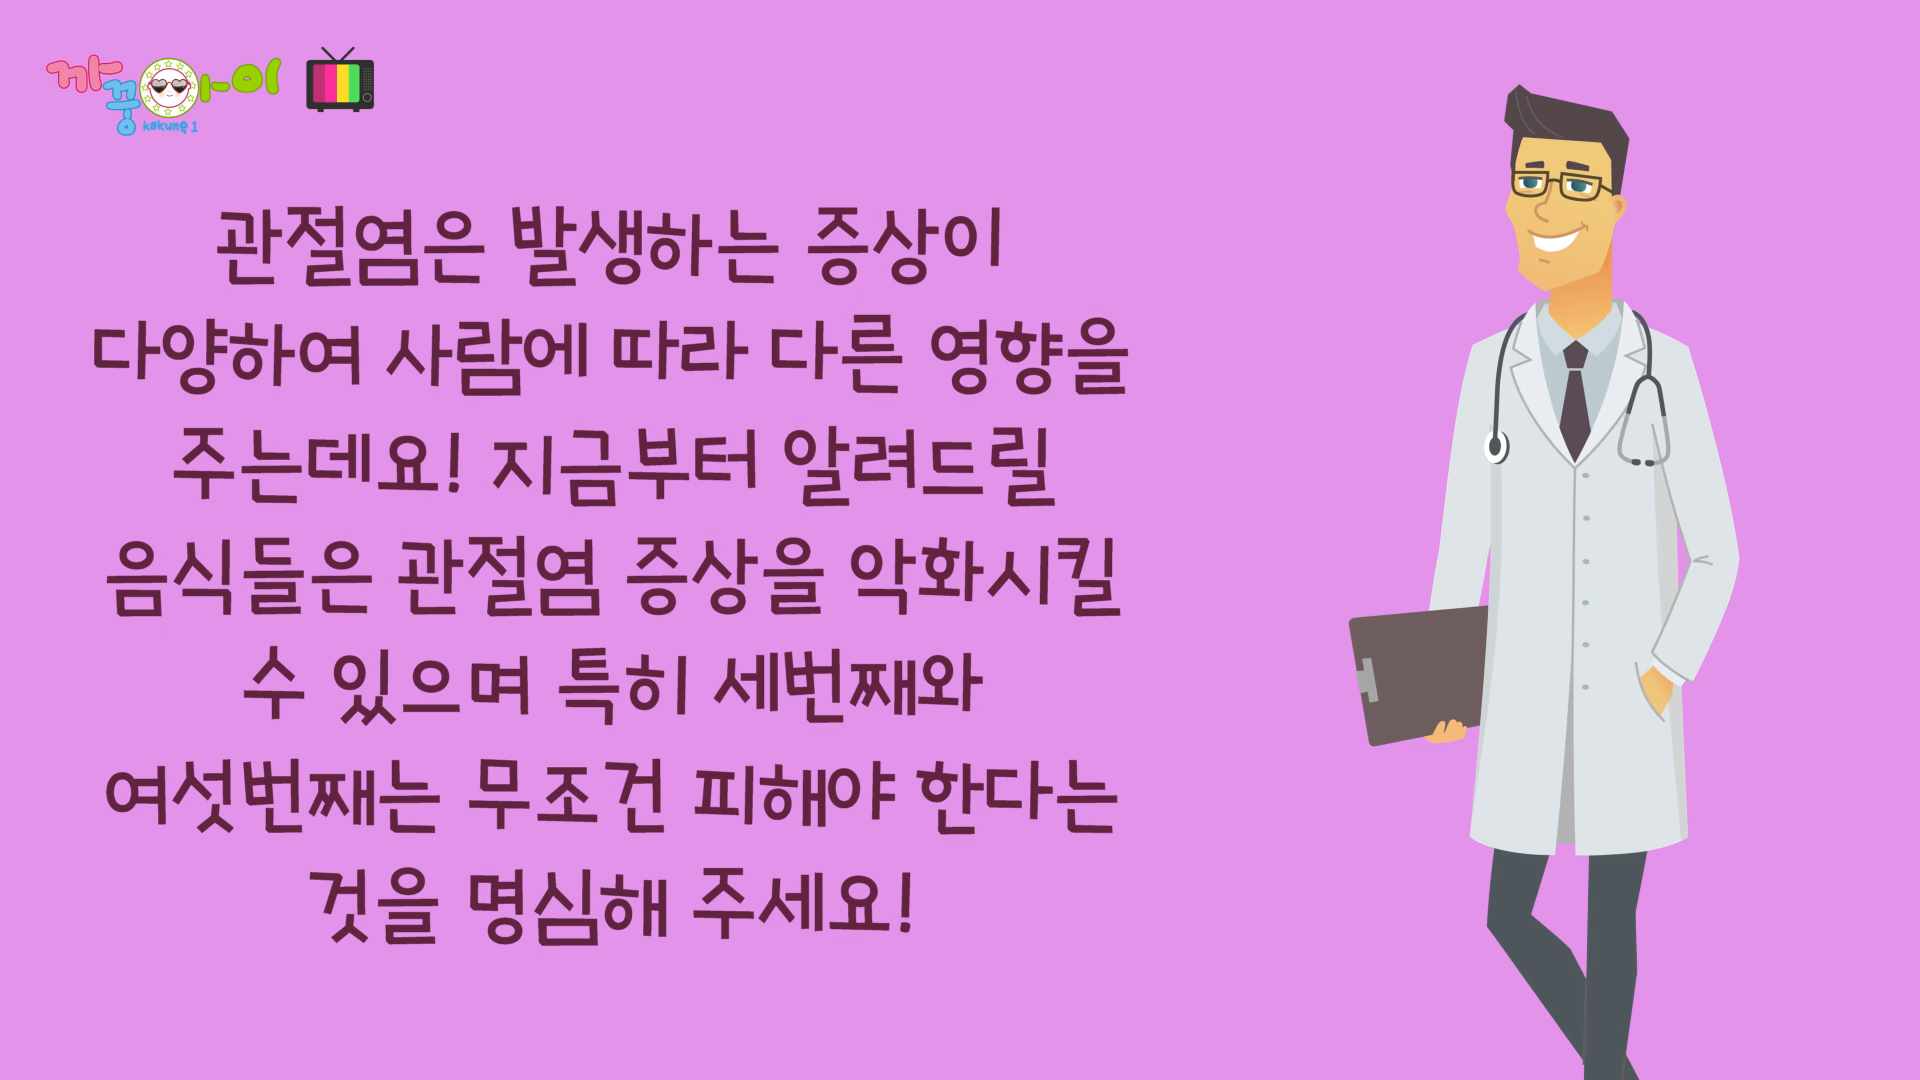 까꿍아이
kakung 1
관절염은 발생하는 증상이
다양하여 사람에 따라 다른 영향을
주는데요! 지금부터 알려드릴
음식들은 관절염 증상을 악화시킬
수 있으며 특히 세번째와
여섯번째는 무조건 피해야 한다는
것을 명심해 주세요!